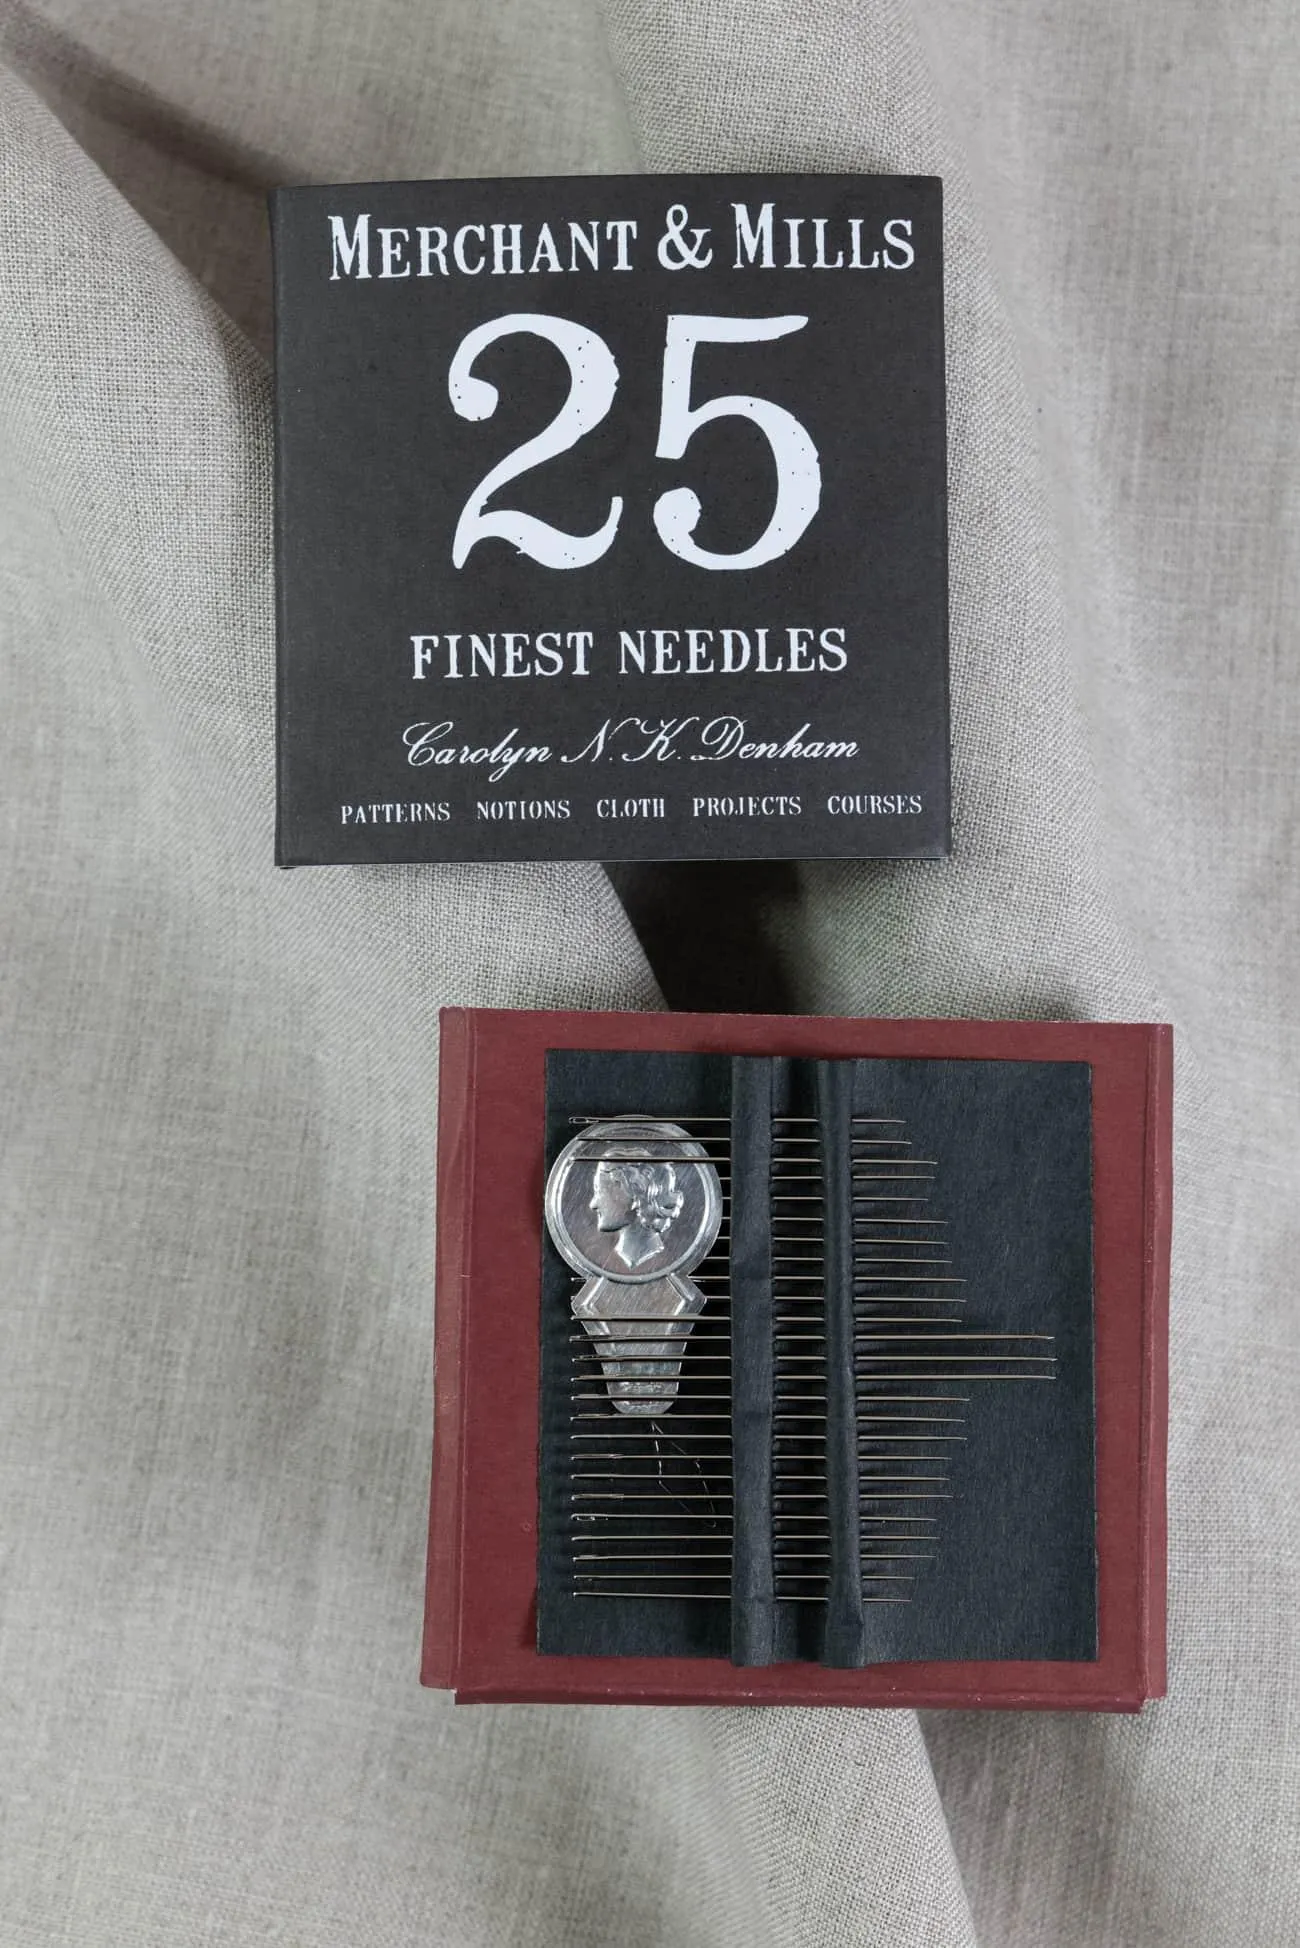 MERCHANT & MILLS
25
FINEST NEEDLES
Carolyn N.K. Denham
PATTERNS NOTIONS CLOTH PROJECTS COURSES